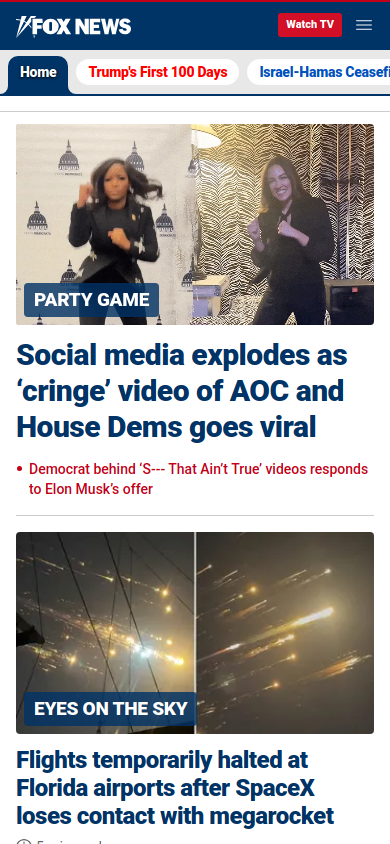 FOX NEWS
Watch TV
Home
Trump's First 100 Days
Israel-Hamas Ceasefi
PARTY GAME
Social media explodes as
‘cringe’ video of AOC and
House Dems goes viral
Democrat behind ‘S--- That Ain’t True’ videos responds
to Elon Musk’s offer
EYES ON THE SKY
Flights temporarily halted at
Florida airports after SpaceX
loses contact with megarocket